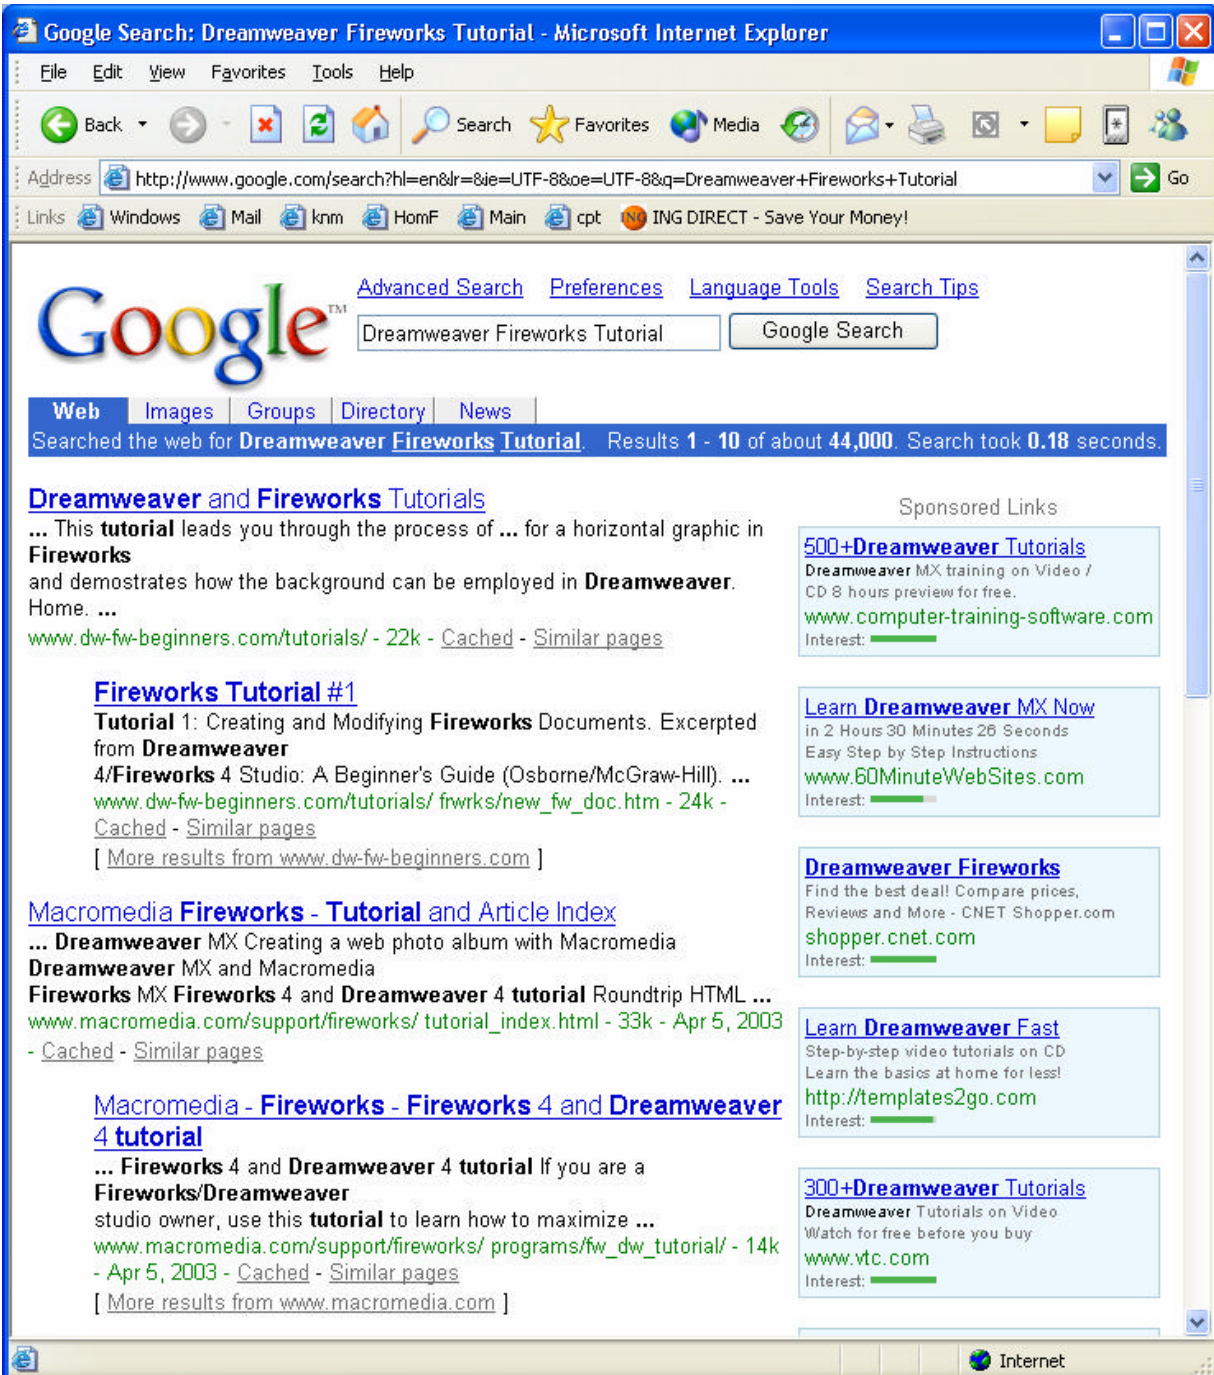 Google Search: Dreamweaver Fireworks Tutorial - Microsoft Internet Explorer
File Edit View Favorites Tools Help
Back Search Favorites Media
Address http://www.google.com/search?hl=en&lr=&ie=UTF-8&oe=UTF-8&q=Dreamweaver+Fireworks+Tutorial Go
Links Windows Mail knm HomF Main cpt ING ING DIRECT - Save Your Money!
Advanced Search Preferences Language Tools Search Tips
Google™
Dreamweaver Fireworks Tutorial Google Search
Web Images Groups Directory News
Searched the web for Dreamweaver Fireworks Tutorial. Results 1 - 10 of about 44,000. Search took 0.18 seconds.
Dreamweaver and Fireworks Tutorials
... This tutorial leads you through the process of ... for a horizontal graphic in
Fireworks
and demostrates how the background can be employed in Dreamweaver.
Home. ...
www.dw-fw-beginners.com/tutorials/ - 22k - Cached - Similar pages
Fireworks Tutorial #1
Tutorial 1: Creating and Modifying Fireworks Documents. Excerpted
from Dreamweaver
4/Fireworks 4 Studio: A Beginner's Guide (Osborne/McGraw-Hill). ...
www.dw-fw-beginners.com/tutorials/ frwrks/new_fw_doc.htm - 24k -
Cached - Similar pages
[ More results from www.dw-fw-beginners.com ]
Macromedia Fireworks - Tutorial and Article Index
... Dreamweaver MX Creating a web photo album with Macromedia
Dreamweaver MX and Macromedia
Fireworks MX Fireworks 4 and Dreamweaver 4 tutorial Roundtrip HTML ...
www.macromedia.com/support/fireworks/ tutorial_index.html - 33k - Apr 5, 2003
- Cached - Similar pages
Macromedia - Fireworks - Fireworks 4 and Dreamweaver
4 tutorial
... Fireworks 4 and Dreamweaver 4 tutorial If you are a
Fireworks/Dreamweaver
studio owner, use this tutorial to learn how to maximize ...
www.macromedia.com/support/fireworks/ programs/fw_dw_tutorial/ - 14k
- Apr 5, 2003 - Cached - Similar pages
[ More results from www.macromedia.com ]
Sponsored Links
500+Dreamweaver Tutorials
Dreamweaver MX training on Video /
CD 8 hours preview for free.
www.computer-training-software.com
Interest:
Learn Dreamweaver MX Now
in 2 Hours 30 Minutes 26 Seconds
Easy Step by Step Instructions
www.60MinuteWebSites.com
Interest:
Dreamweaver Fireworks
Find the best deal! Compare prices,
Reviews and More - CNET Shopper.com
shopper.cnet.com
Interest:
Learn Dreamweaver Fast
Step-by-step video tutorials on CD
Learn the basics at home for less!
http://templates2go.com
Interest:
300+Dreamweaver Tutorials
Dreamweaver Tutorials on Video
Watch for free before you buy
www.vtc.com
Interest:
Internet